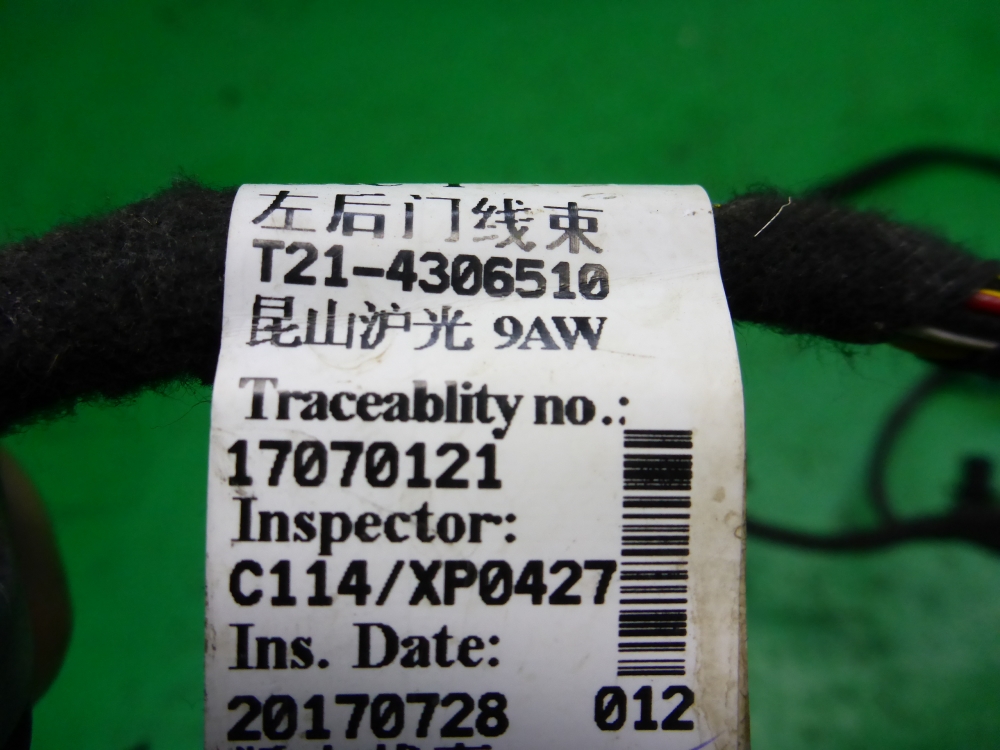 左后门线束
T21-4306510
昆山沪光 9AW
Traceablity no.:
17070121
Inspector:
C114/XP0427
Ins. Date:
20170728 012